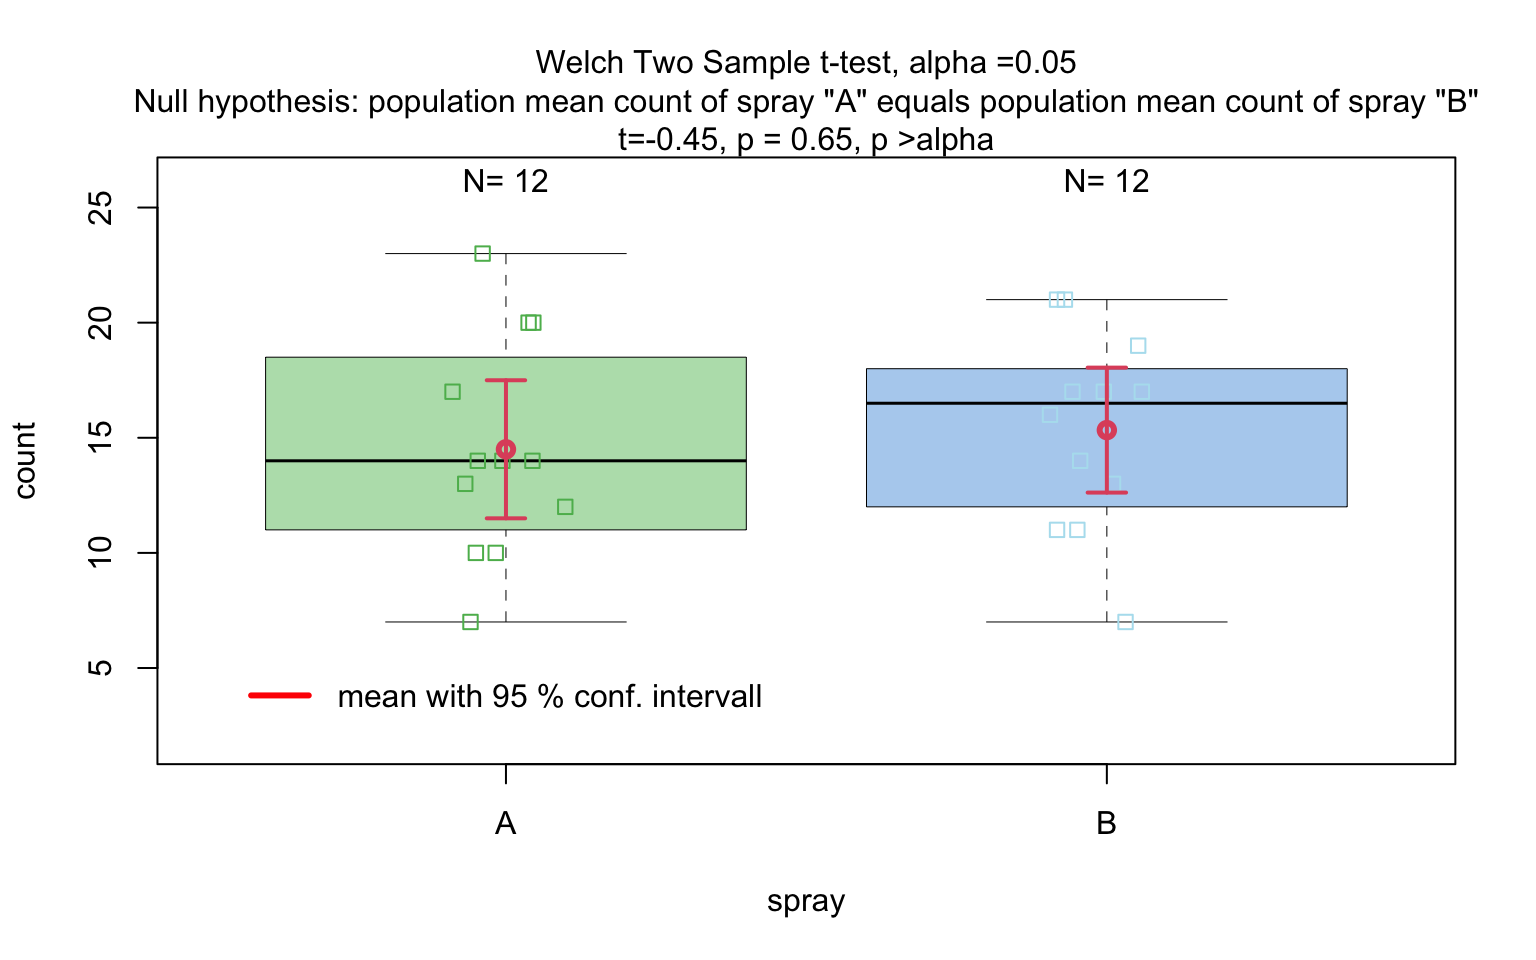 Welch Two Sample t-test, alpha =0.05
Null hypothesis: population mean count of spray "A" equals population mean count of spray "B"
t=-0.45, p = 0.65, p >alpha
N= 12
N= 12
25
20
15
10
5
count
mean with 95 % conf. intervall
A
B
spray